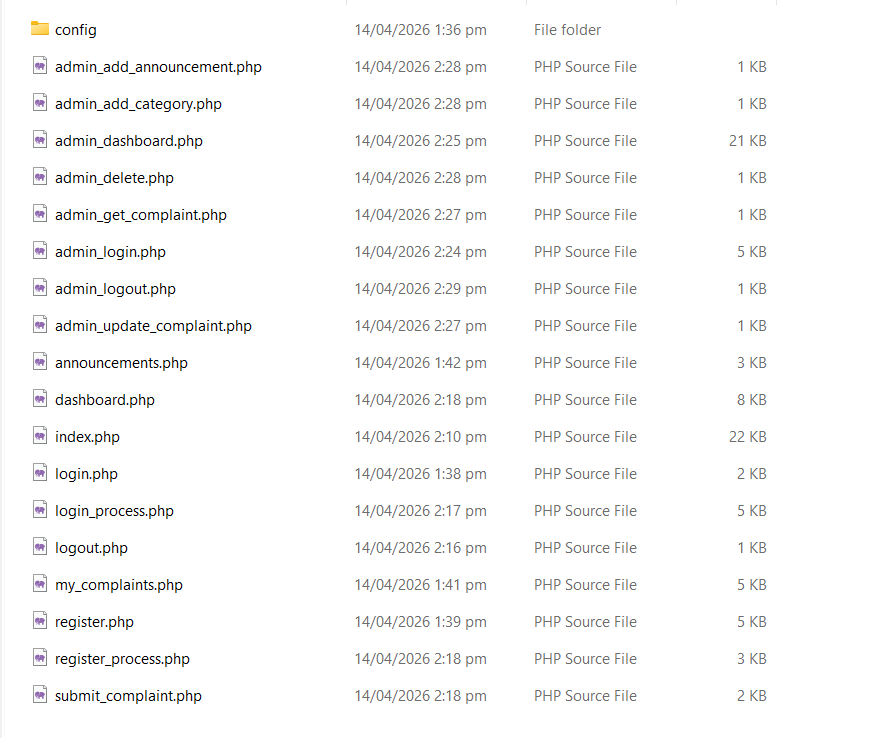 config 14/04/2026 1:36 pm File folder
admin_add_announcement.php 14/04/2026 2:28 pm PHP Source File 1 KB
admin_add_category.php 14/04/2026 2:28 pm PHP Source File 1 KB
admin_dashboard.php 14/04/2026 2:25 pm PHP Source File 21 KB
admin_delete.php 14/04/2026 2:28 pm PHP Source File 1 KB
admin_get_complaint.php 14/04/2026 2:27 pm PHP Source File 1 KB
admin_login.php 14/04/2026 2:24 pm PHP Source File 5 KB
admin_logout.php 14/04/2026 2:29 pm PHP Source File 1 KB
admin_update_complaint.php 14/04/2026 2:27 pm PHP Source File 1 KB
announcements.php 14/04/2026 1:42 pm PHP Source File 3 KB
dashboard.php 14/04/2026 2:18 pm PHP Source File 8 KB
index.php 14/04/2026 2:10 pm PHP Source File 22 KB
login.php 14/04/2026 1:38 pm PHP Source File 2 KB
login_process.php 14/04/2026 2:17 pm PHP Source File 5 KB
logout.php 14/04/2026 2:16 pm PHP Source File 1 KB
my_complaints.php 14/04/2026 1:41 pm PHP Source File 5 KB
register.php 14/04/2026 1:39 pm PHP Source File 5 KB
register_process.php 14/04/2026 2:18 pm PHP Source File 3 KB
submit_complaint.php 14/04/2026 2:18 pm PHP Source File 2 KB